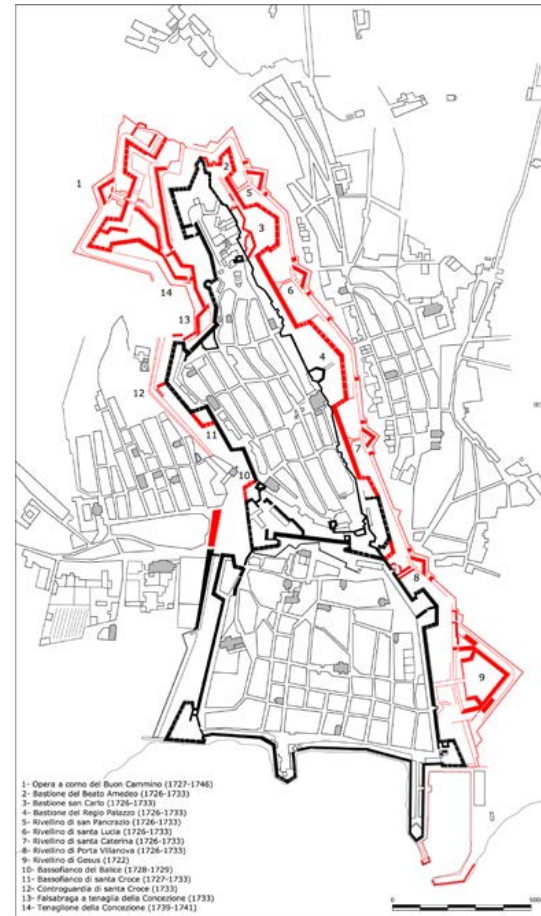 1
2
5
3
6
14
13
4
12
11
7
10
8
9
1- Opera a corno del Buon Cammino (1727-1746)
2- Bastione del Beato Amedeo (1726-1733)
3- Bastione san Carlo (1726-1733)
4- Bastione del Regio Palazzo (1726-1733)
5- Rivellino di san Pancrazio (1726-1733)
6- Rivellino di santa Lucia (1726-1733)
7- Rivellino di santa Caterina (1726-1733)
8- Rivellino di Porta Villanova (1726-1733)
9- Rivellino di Gesus (1722)
10- Bassofianco del Balice (1728-1729)
11- Bassofianco di santa Croce (1727-1733)
12- Controguardia di santa Croce (1733)
13- Falsabraga a tenaglia della Concezione (1733)
14- Tenaglione della Concezione (1739-1741)
0